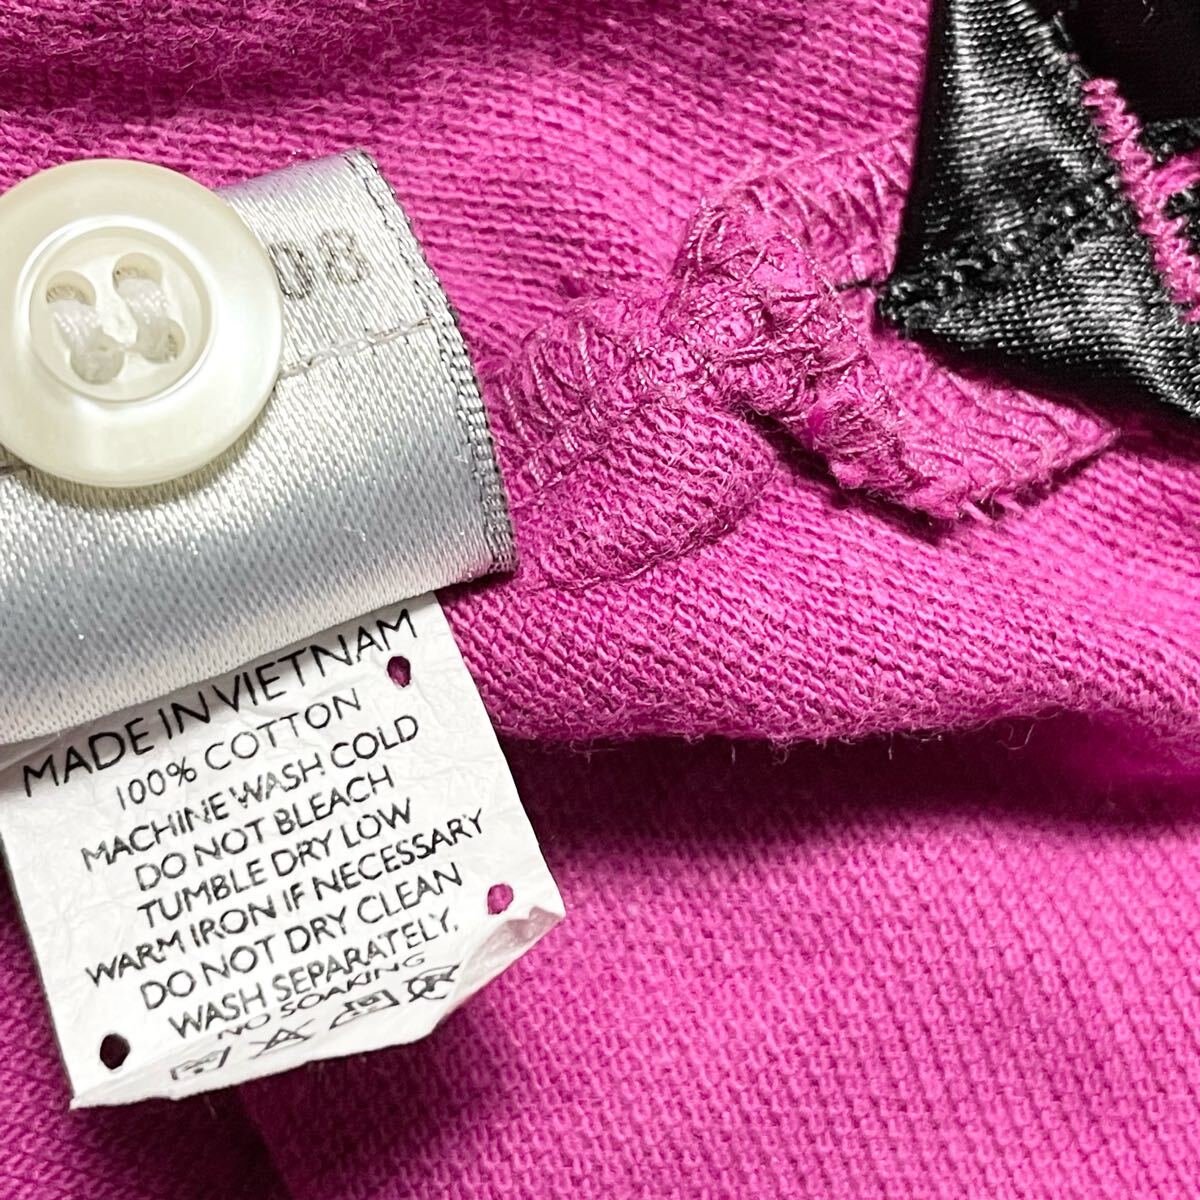 08
MADE IN VIETNAM
100% COTTON
MACHINE WASH COLD
DO NOT BLEACH
TUMBLE DRY LOW
WARM IRON IF NECESSARY
DO NOT DRY CLEAN
WASH SEPARATELY,
NO SOAKING